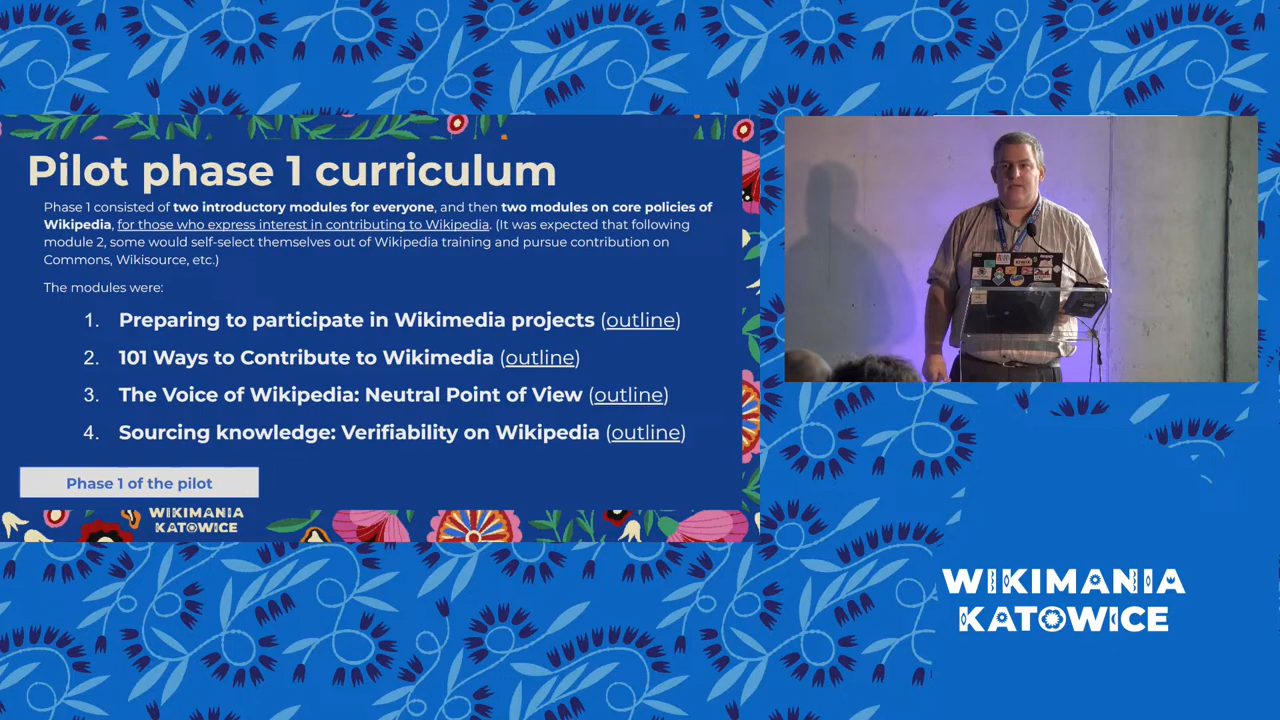 Pilot phase 1 curriculum
Phase 1 consisted of two introductory modules for everyone, and then two modules on core policies of
Wikipedia, for those who express interest in contributing to Wikipedia. (It was expected that following
module 2, some would self-select themselves out of Wikipedia training and pursue contribution on
Commons, Wikisource, etc.)
The modules were:
1. Preparing to participate in Wikimedia projects (outline)
2. 101 Ways to Contribute to Wikimedia (outline)
3. The Voice of Wikipedia: Neutral Point of View (outline)
4. Sourcing knowledge: Verifiability on Wikipedia (outline)
Phase 1 of the pilot
WIKIMANIA
KATOWICE
WIKIMANIA
KATOWICE